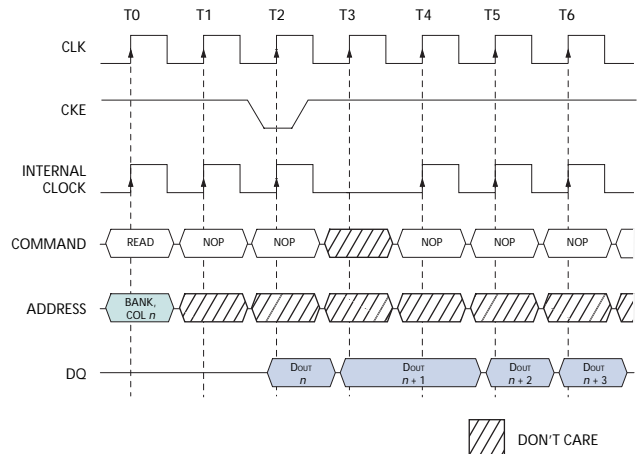 T0 T1 T2 T3 T4 T5 T6
CLK
CKE
INTERNAL
CLOCK
COMMAND READ NOP NOP NOP NOP NOP
ADDRESS BANK,
COL n
DQ DOUT DOUT DOUT DOUT
n n + 1 n + 2 n + 3
DON'T CARE